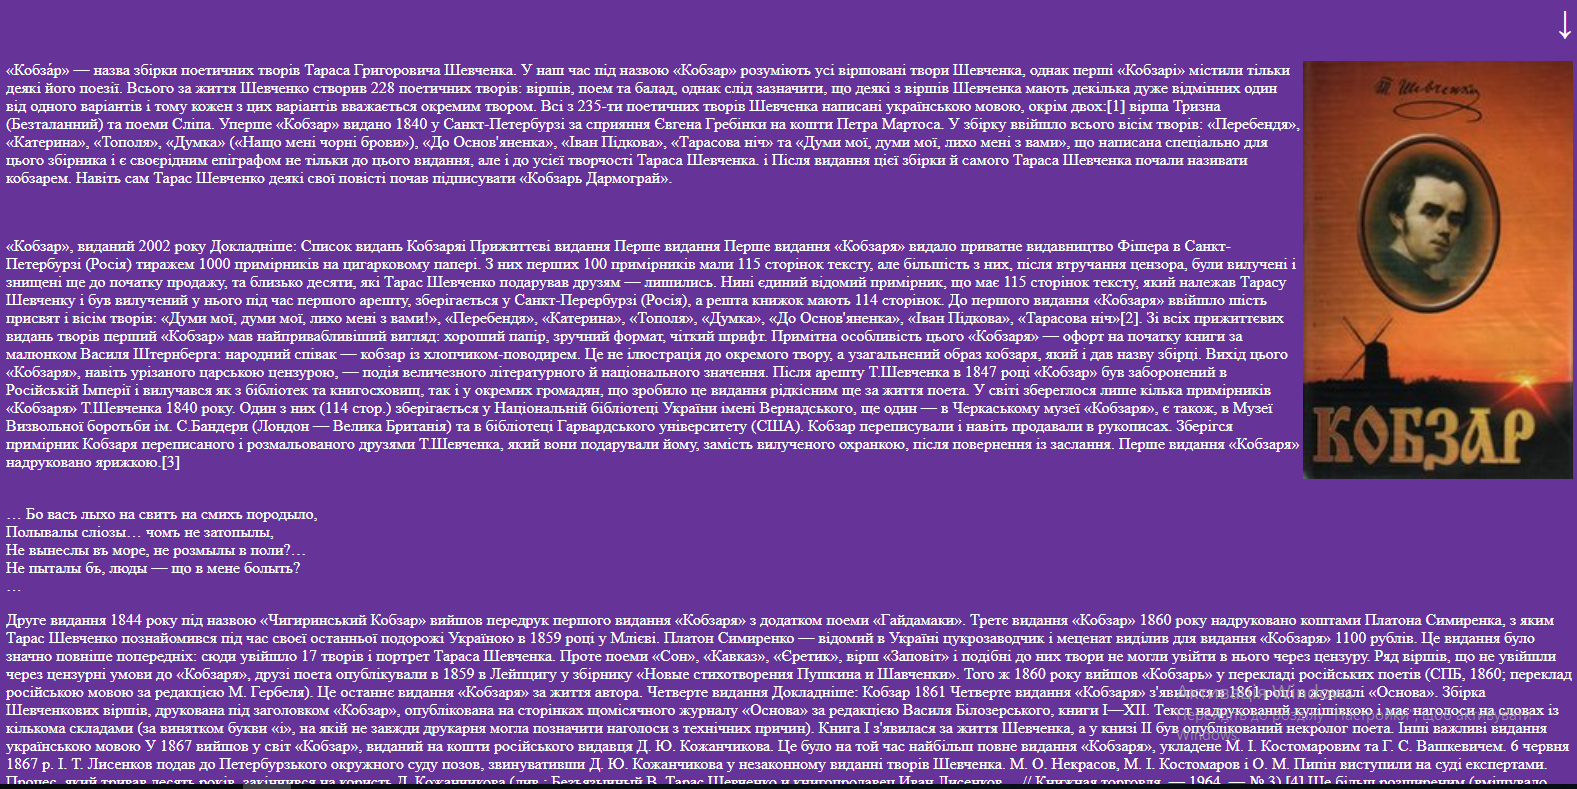 ↓
«Кобза́р» — назва збірки поетичних творів Тараса Григоровича Шевченка. У наш час під назвою «Кобзар» розуміють усі віршовані твори Шевченка, однак перші «Кобзарі» містили тільки
деякі його поезії. Всього за життя Шевченко створив 228 поетичних творів: віршів, поем та балад, однак слід зазначити, що деякі з віршів Шевченка мають декілька дуже відмінних один
від одного варіантів і тому кожен з цих варіантів вважається окремим твором. Всі з 235-ти поетичних творів Шевченка написані українською мовою, окрім двох:[1] вірша Тризна
(Безталанний) та поеми Сліпа. Уперше «Кобзар» видано 1840 у Санкт-Петербурзі за сприяння Євгена Гребінки на кошти Петра Мартоса. У збірку ввійшло всього вісім творів: «Перебендя»,
«Катерина», «Тополя», «Думка» («Нащо мені чорні брови»), «До Основ'яненка», «Іван Підкова», «Тарасова ніч» та «Думи мої, думи мої, лихо мені з вами», що написана спеціально для
цього збірника і є своєрідним епіграфом не тільки до цього видання, але і до усієї творчості Тараса Шевченка. і Після видання цієї збірки й самого Тараса Шевченка почали називати
кобзарем. Навіть сам Тарас Шевченко деякі свої повісті почав підписувати «Кобзарь Дармограй».
Т. Шевченко
КОБЗАР
«Кобзар», виданий 2002 року Докладніше: Список видань Кобзаряі Прижиттєві видання Перше видання Перше видання «Кобзаря» видало приватне видавництво Фішера в Санкт-
Петербурзі (Росія) тиражем 1000 примірників на цигарковому папері. З них перших 100 примірників мали 115 сторінок тексту, але більшість з них, після втручання цензора, були вилучені і
знищені ще до початку продажу, та близько десяти, які Тарас Шевченко подарував друзям — лишились. Нині єдиний відомий примірник, що має 115 сторінок тексту, який належав Тарасу
Шевченку і був вилучений у нього під час першого арешту, зберігається у Санкт-Перербурзі (Росія), а решта книжок мають 114 сторінок. До першого видання «Кобзаря» ввійшло шість
присвят і вісім творів: «Думи мої, думи мої, лихо мені з вами!», «Перебендя», «Катерина», «Тополя», «Думка», «До Основ'яненка», «Іван Підкова», «Тарасова ніч»[2]. Зі всіх прижиттєвих
видань творів перший «Кобзар» мав найпривабливіший вигляд: хороший папір, зручний формат, чіткий шрифт. Примітна особливість цього «Кобзаря» — офорт на початку книги за
малюнком Василя Штернберга: народний співак — кобзар із хлопчиком-поводирем. Це не ілюстрація до окремого твору, а узагальнений образ кобзаря, який і дав назву збірці. Вихід цього
«Кобзаря», навіть урізаного царською цензурою, — подія величезного літературного й національного значення. Після арешту Т.Шевченка в 1847 році «Кобзар» був заборонений в
Російській Імперії і вилучався як з бібліотек та книгосховищ, так і у окремих громадян, що зробило це видання рідкісним ще за життя поета. У світі збереглося лише кілька примірників
«Кобзаря» Т.Шевченка 1840 року. Один з них (114 стор.) зберігається у Національній бібліотеці України імені Вернадського, ще один — в Черкаському музеї «Кобзаря», є також, в Музеї
Визвольної боротьби ім. С.Бандери (Лондон — Велика Британія) та в бібліотеці Гарвардського університету (США). Кобзар переписували і навіть продавали в рукописах. Зберігся
примірник Кобзаря переписаного і розмальованого друзями Т.Шевченка, який вони подарували йому, замість вилученого охранкою, після повернення із заслання. Перше видання «Кобзаря»
надруковано ярижкою.[3]
… Бо васъ лыхо на свитъ на смихъ породыло,
Полывалы сліозы… чомъ не затопылы,
Не вынеслы въ море, не розмылы в поли?…
Не пыталы бъ, люды — що в мене болыть?
…
Друге видання 1844 року під назвою «Чигиринський Кобзар» вийшов передрук першого видання «Кобзаря» з додатком поеми «Гайдамаки». Третє видання «Кобзар» 1860 року надруковано коштами Платона Симиренка, з яким
Тарас Шевченко познайомився під час своєї останньої подорожі Україною в 1859 році у Млієві. Платон Симиренко — відомий в Україні цукрозаводчик і меценат виділив для видання «Кобзаря» 1100 рублів. Це видання було
значно повніше попередніх: сюди увійшло 17 творів і портрет Тараса Шевченка. Проте поеми «Сон», «Кавказ», «Єретик», вірш «Заповіт» і подібні до них твори не могли увійти в нього через цензуру. Ряд віршів, що не увійшли
через цензурні умови до «Кобзаря», друзі поета опублікували в 1859 в Лейпцигу у збірнику «Новые стихотворения Пушкина и Шавченки». Того ж 1860 року вийшов «Кобзарь» у перекладі російських поетів (СПБ, 1860; переклад
російською мовою за редакцією М. Гербеля). Це останнє видання «Кобзаря» за життя автора. Четверте видання Докладніше: Кобзар 1861 Четверте видання «Кобзаря» з'явилося 1861 року в журналі «Основа». Збірка
Шевченкових віршів, друкована під заголовком «Кобзар», опублікована на сторінках щомісячного журналу «Основа» за редакцією Василя Білозерського, книги I—XII. Текст надрукований кулішівкою і має наголоси на словах із
кількома складами (за винятком букви «і», на якій не завжди друкарня могла позначити наголоси з технічних причин). Книга I з'явилася за життя Шевченка, а у книзі II був опублікований некролог поета. Інші важливі видання
українською мовою У 1867 вийшов у світ «Кобзар», виданий на кошти російського видавця Д. Ю. Кожанчикова. Це було на той час найбільш повне видання «Кобзаря», укладене М. І. Костомаровим та Г. С. Вашкевичем. 6 червня
1867 р. І. Т. Лисенков подав до Петербурзького окружного суду позов, звинувативши Д. Ю. Кожанчикова у незаконному виданні творів Шевченка. М. О. Некрасов, М. І. Костомаров і О. М. Пипін виступили на суді експертами.
Процес, який тривав десять років, закінчився на користь Д. Кожанчикова (див.: Безъязычный В. Тарас Шевченко и книгопродавец Иван Лисенков… // Книжная торговля. — 1964. — № 3).[4] Ще більш розширеним (вміщувало
Активація Windows
Перейдіть до розділу "Настройки", щоб активувати
Windows.